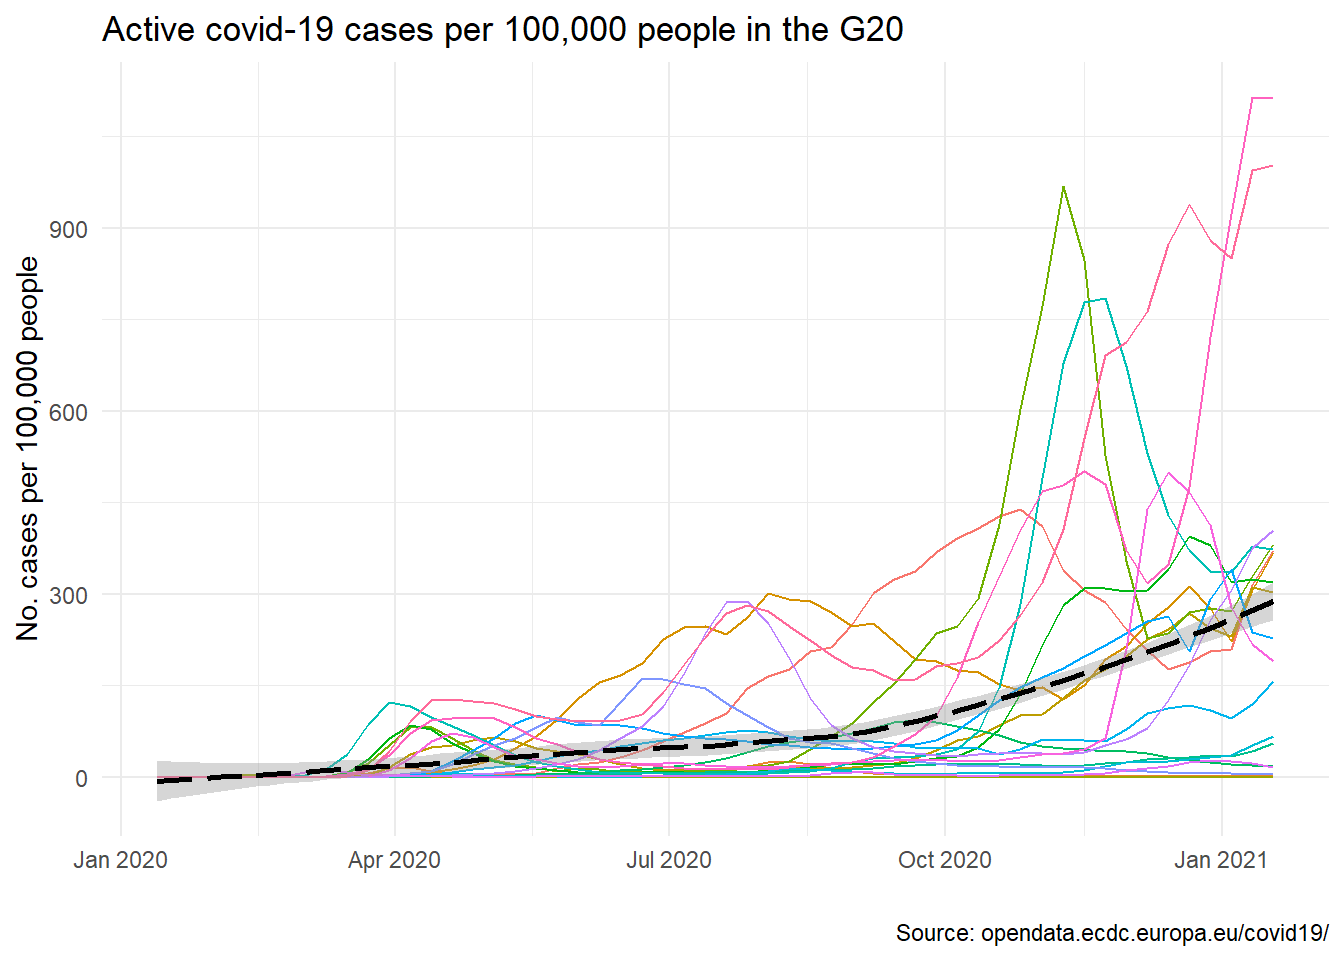 Active covid-19 cases per 100,000 people in the G20
No. cases per 100,000 people
900
600
300
0
Jan 2020
Apr 2020
Jul 2020
Oct 2020
Jan 2021
Source: opendata.ecdc.europa.eu/covid19/